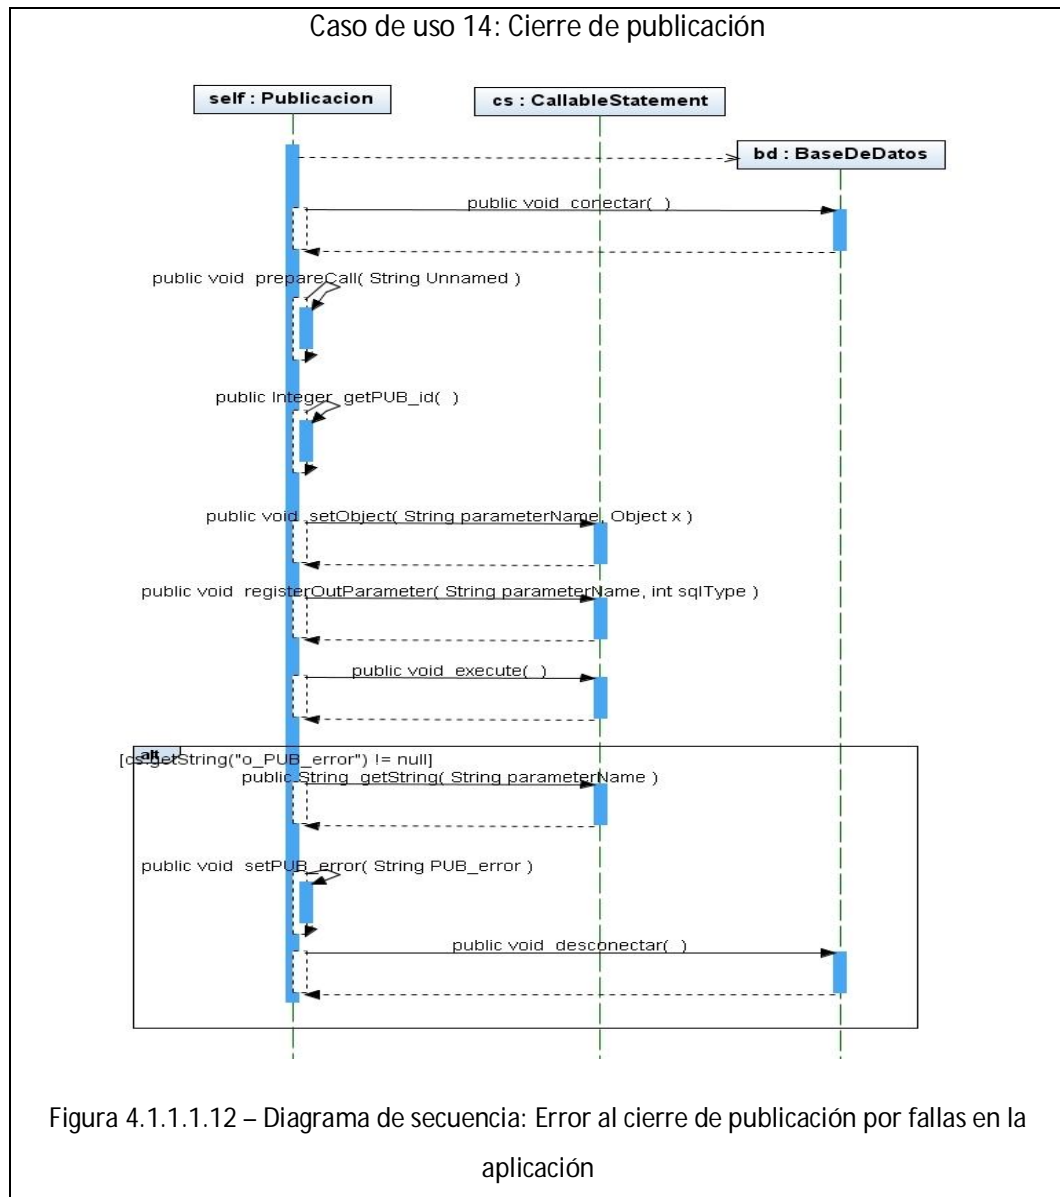 Caso de uso 14: Cierre de publicación
self : Publicacion
cs : CallableStatement
bd : BaseDeDatos
public void conectar( )
public void prepareCall( String Unnamed )
public Integer getPUB_id( )
public void setObject( String parameterName, Object x )
public void registerOutParameter( String parameterName, int sqlType )
public void execute( )
alt
[cs.getString("o_PUB_error") != null]
public String getString( String parameterName )
public void setPUB_error( String PUB_error )
public void desconectar( )
Figura 4.1.1.1.12 – Diagrama de secuencia: Error al cierre de publicación por fallas en la
aplicación